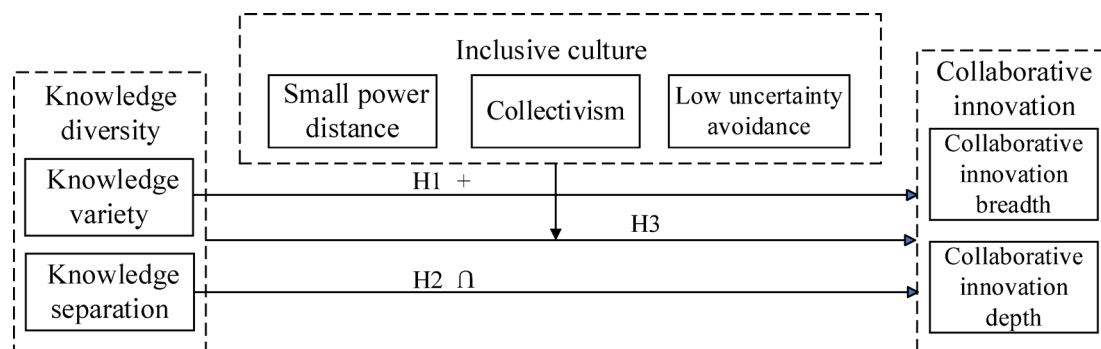 Inclusive culture
Small power
distance
Collectivism
Low uncertainty
avoidance
Knowledge
diversity
Knowledge
variety
Knowledge
separation
H1 +
H3
H2 ∩
Collaborative
innovation
Collaborative
innovation
breadth
Collaborative
innovation
depth